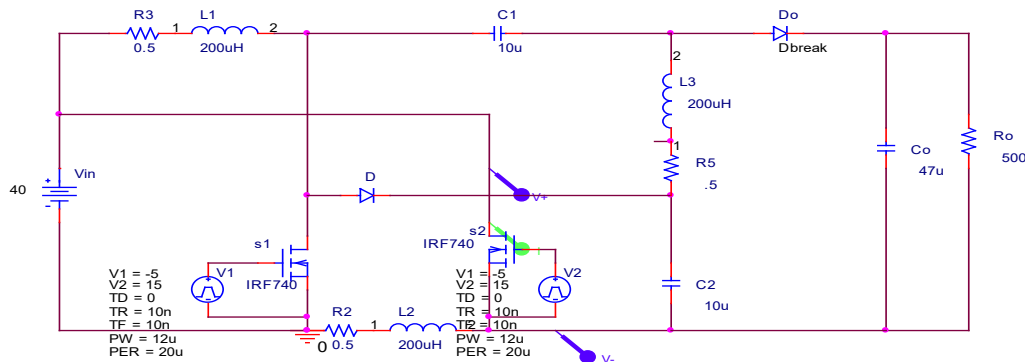 R3
L1
C1
Do
1
2
0.5
200uH
10u
Dbreak
2
L3
200uH
1
Co
47u
Ro
500
R5
.5
Vin
40
D
V+
s1
s2
IRF740
IRF740
V1
V2
C2
10u
V1 = -5
V2 = 15
TD = 0
TR = 10n
TF = 10n
PW = 12u
PER = 20u
V1 = -5
V2 = 15
TD = 0
TR = 10n
TF = 10n
PW = 12u
PER = 20u
R2
1
L2
0
0.5
200uH
V-